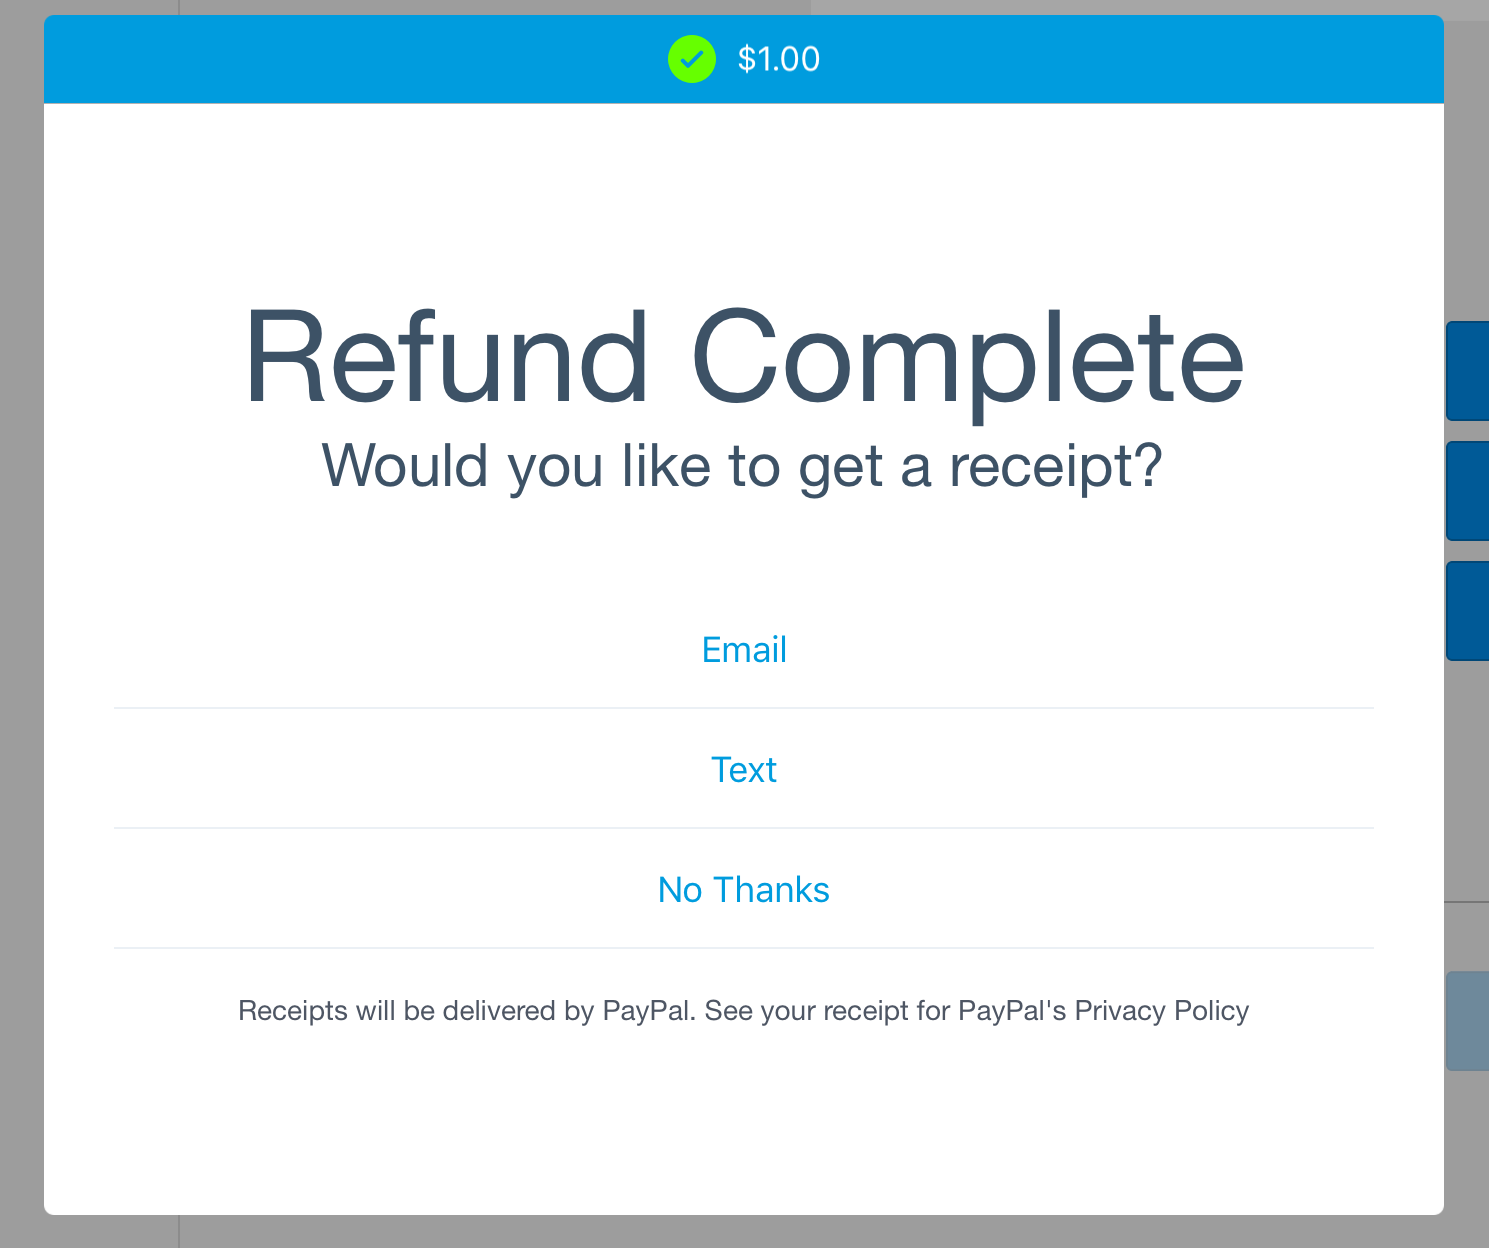 $1.00
Refund Complete
Would you like to get a receipt?
Email
Text
No Thanks
Receipts will be delivered by PayPal. See your receipt for PayPal's Privacy Policy